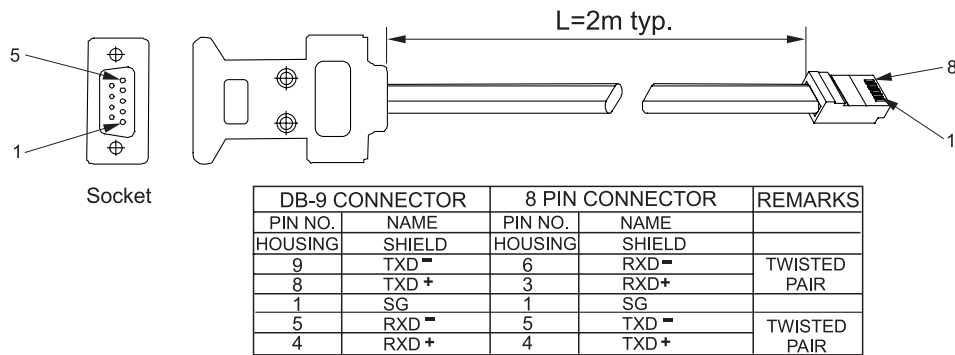 L=2m typ.
5
8
1
1
Socket
DB-9 CONNECTOR 8 PIN CONNECTOR REMARKS
PIN NO. NAME PIN NO. NAME
HOUSING SHIELD HOUSING SHIELD
9 TXD- 6 RXD- TWISTED
8 TXD+ 3 RXD+ PAIR
1 SG 1 SG
5 RXD- 5 TXD- TWISTED
4 RXD+ 4 TXD+ PAIR